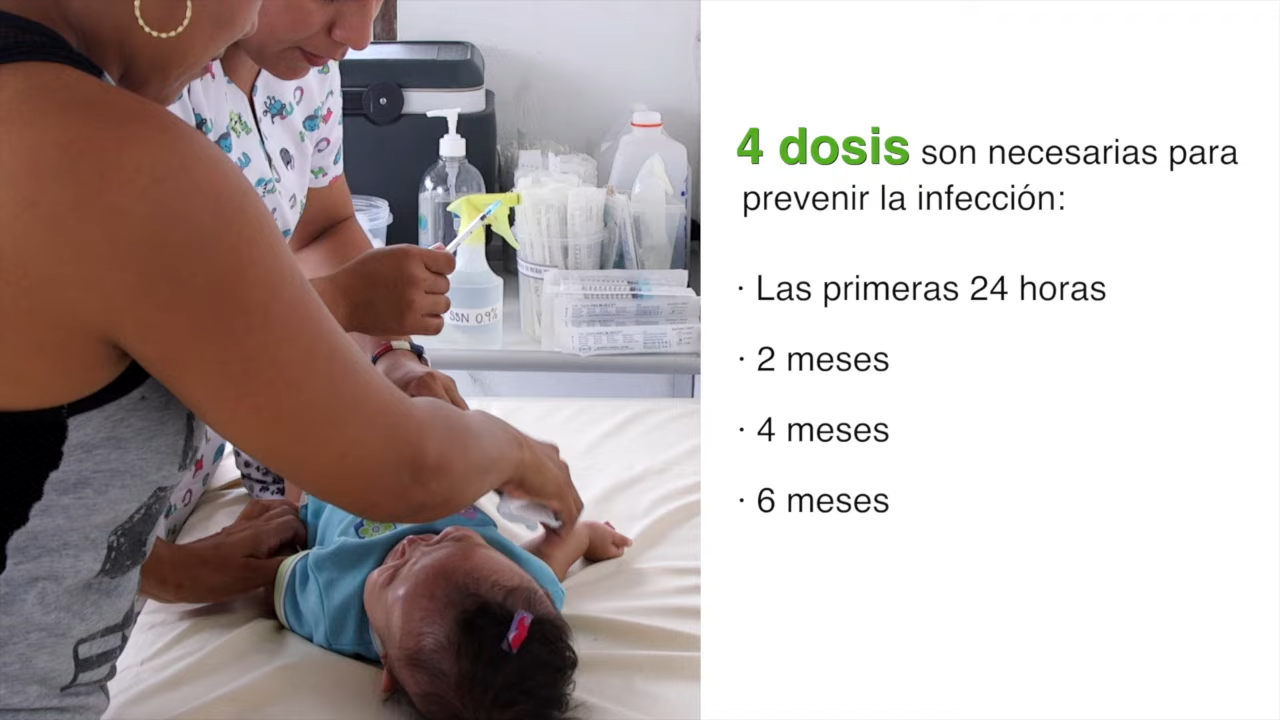 4 dosis son necesarias para
prevenir la infección:
· Las primeras 24 horas
· 2 meses
· 4 meses
· 6 meses
SSN 0.9%